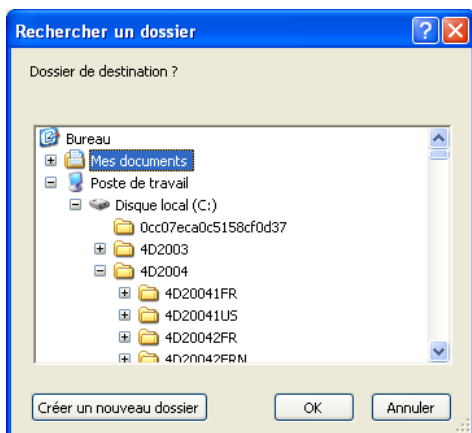 Rechercher un dossier
Dossier de destination ?
Bureau
Mes documents
Poste de travail
Disque local (C:)
0cc07eca0c5158cf0d37
4D2003
4D2004
4D20041FR
4D20041US
4D20042FR
4D20042FRN
Créer un nouveau dossier
OK
Annuler